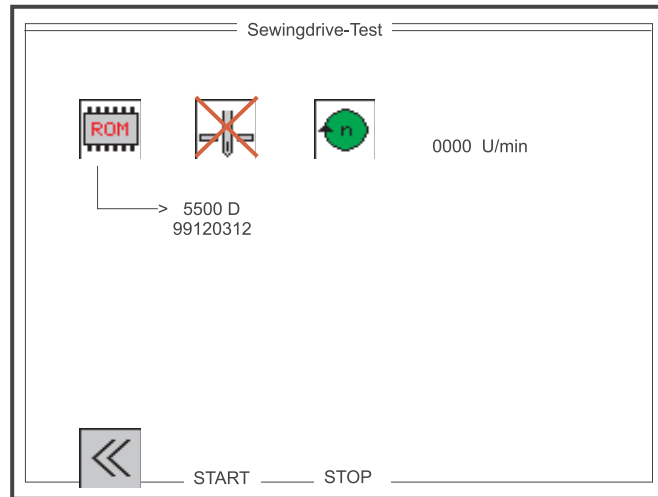 Sewingdrive-Test
ROM
n
0000 U/min
> 5500 D
99120312
START
STOP